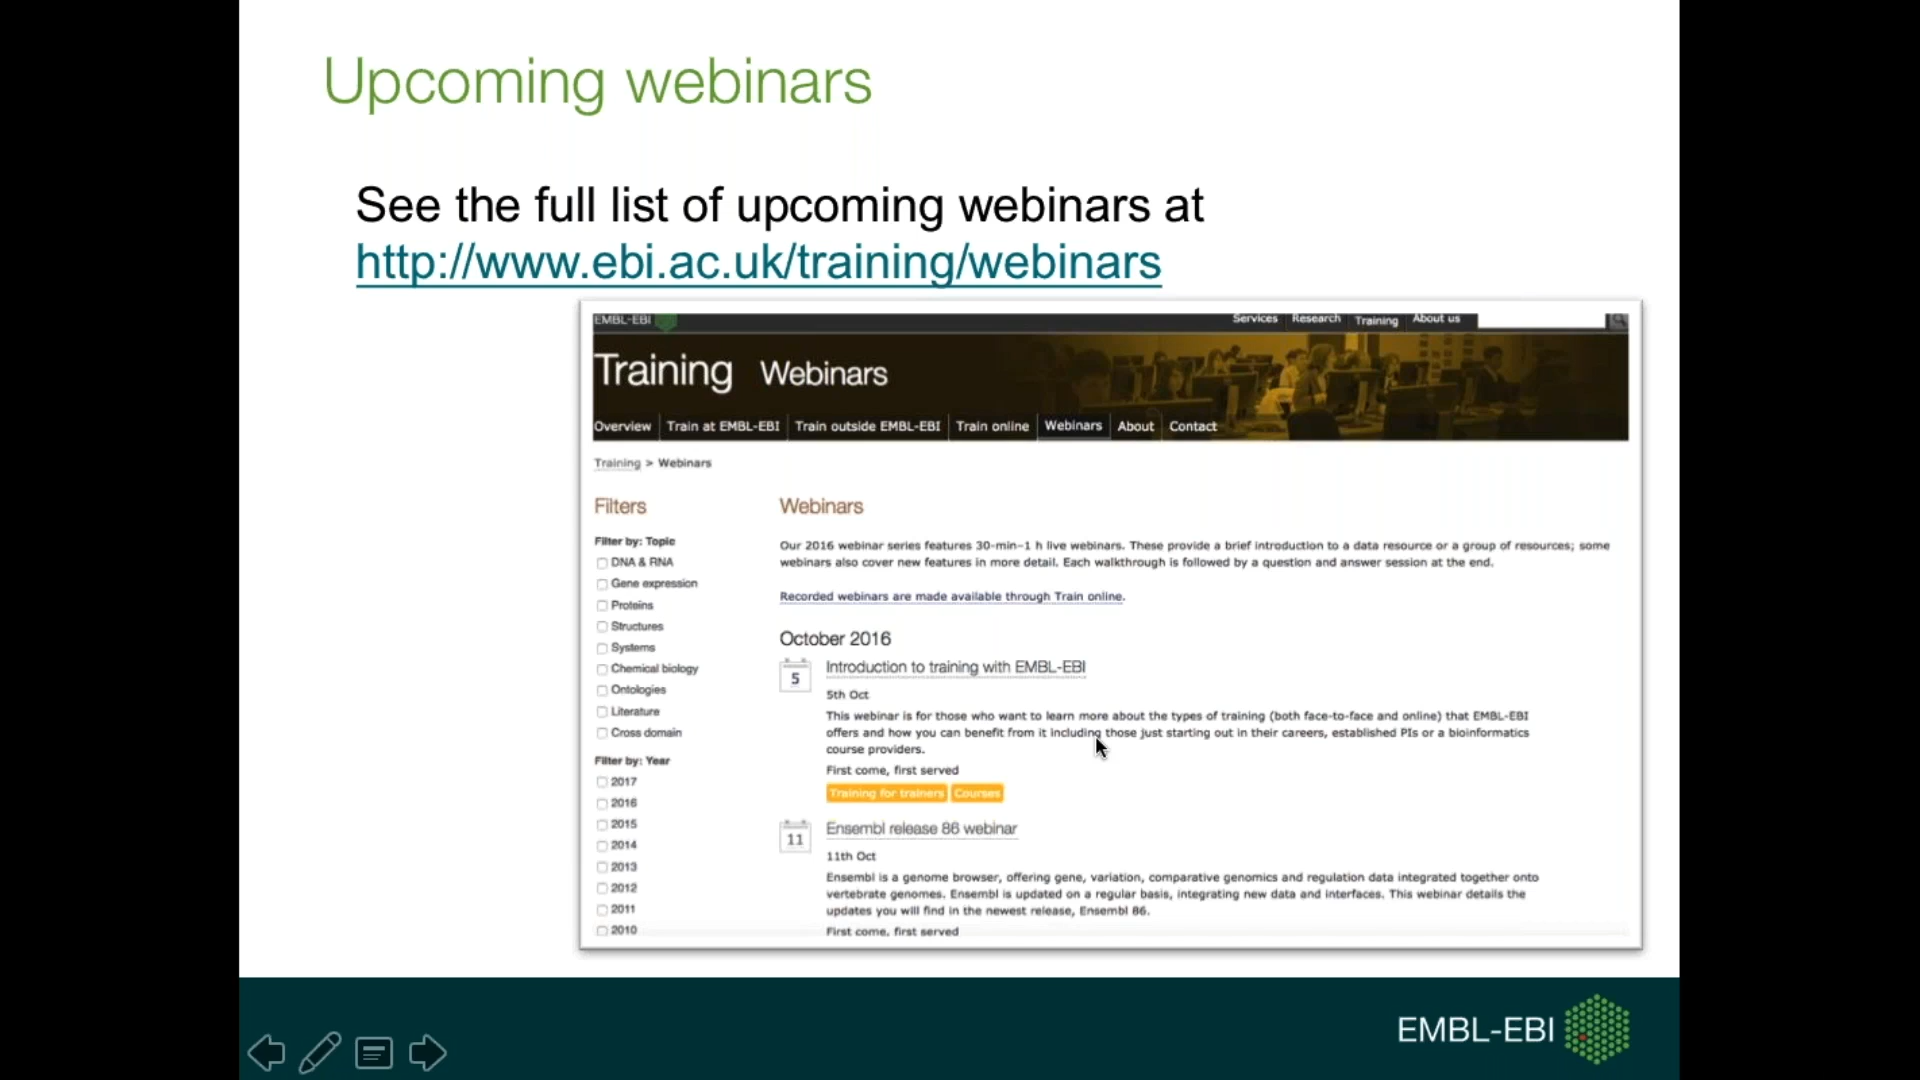 Upcoming webinars
See the full list of upcoming webinars at
http://www.ebi.ac.uk/training/webinars
EMBL-EBI
Services Research Training About us
Training Webinars
Overview Train at EMBL-EBI Train outside EMBL-EBI Train online Webinars About Contact
Training > Webinars
Filters
Filter by: Topic
DNA & RNA
Gene expression
Proteins
Structures
Systems
Chemical biology
Ontologies
Literature
Cross domain
Filter by: Year
2017
2016
2015
2014
2013
2012
2011
2010
Webinars
Our 2016 webinar series features 30-min–1 h live webinars. These provide a brief introduction to a data resource or a group of resources; some
webinars also cover new features in more detail. Each walkthrough is followed by a question and answer session at the end.
Recorded webinars are made available through Train online.
October 2016
5
Introduction to training with EMBL-EBI
5th Oct
This webinar is for those who want to learn more about the types of training (both face-to-face and online) that EMBL-EBI
offers and how you can benefit from it including those just starting out in their careers, established PIs or a bioinformatics
course providers.
First come, first served
Training for trainers Courses
11
Ensembl release 86 webinar
11th Oct
Ensembl is a genome browser, offering gene, variation, comparative genomics and regulation data integrated together onto
vertebrate genomes. Ensembl is updated on a regular basis, integrating new data and interfaces. This webinar details the
updates you will find in the newest release, Ensembl 86.
First come, first served
EMBL-EBI